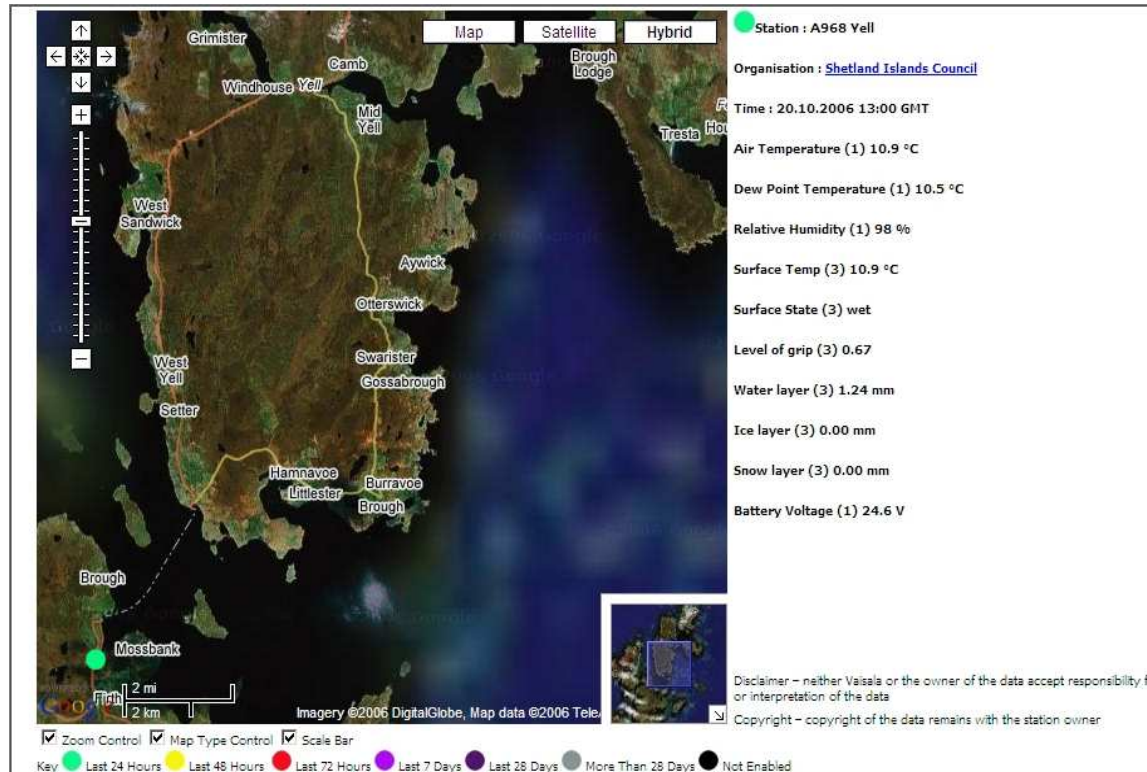 Map Satellite Hybrid
Grimister
Camb
Windhouse Yell
Mid
Yell
Brough
Lodge
Tresta
West
Sandwick
Aywick
Otterswick
West
Yell
Swarister
Gossabrough
Setter
Hamnavoe
Littlester
Burravoe
Brough
Brough
Mossbank
Firth
2 mi
2 km
Imagery ©2006 DigitalGlobe, Map data ©2006
Zoom Control Map Type Control Scale Bar
Key Last 24 Hours Last 48 Hours Last 72 Hours Last 7 Days Last 28 Days More Than 28 Days Not Enabled
Station : A968 Yell
Organisation : Shetland Islands Council
Time : 20.10.2006 13:00 GMT
Air Temperature (1) 10.9 °C
Dew Point Temperature (1) 10.5 °C
Relative Humidity (1) 98 %
Surface Temp (3) 10.9 °C
Surface State (3) wet
Level of grip (3) 0.67
Water layer (3) 1.24 mm
Ice layer (3) 0.00 mm
Snow layer (3) 0.00 mm
Battery Voltage (1) 24.6 V
Disclaimer – neither Vaisala or the owner of the data accept responsibility
or interpretation of the data
Copyright – copyright of the data remains with the station owner